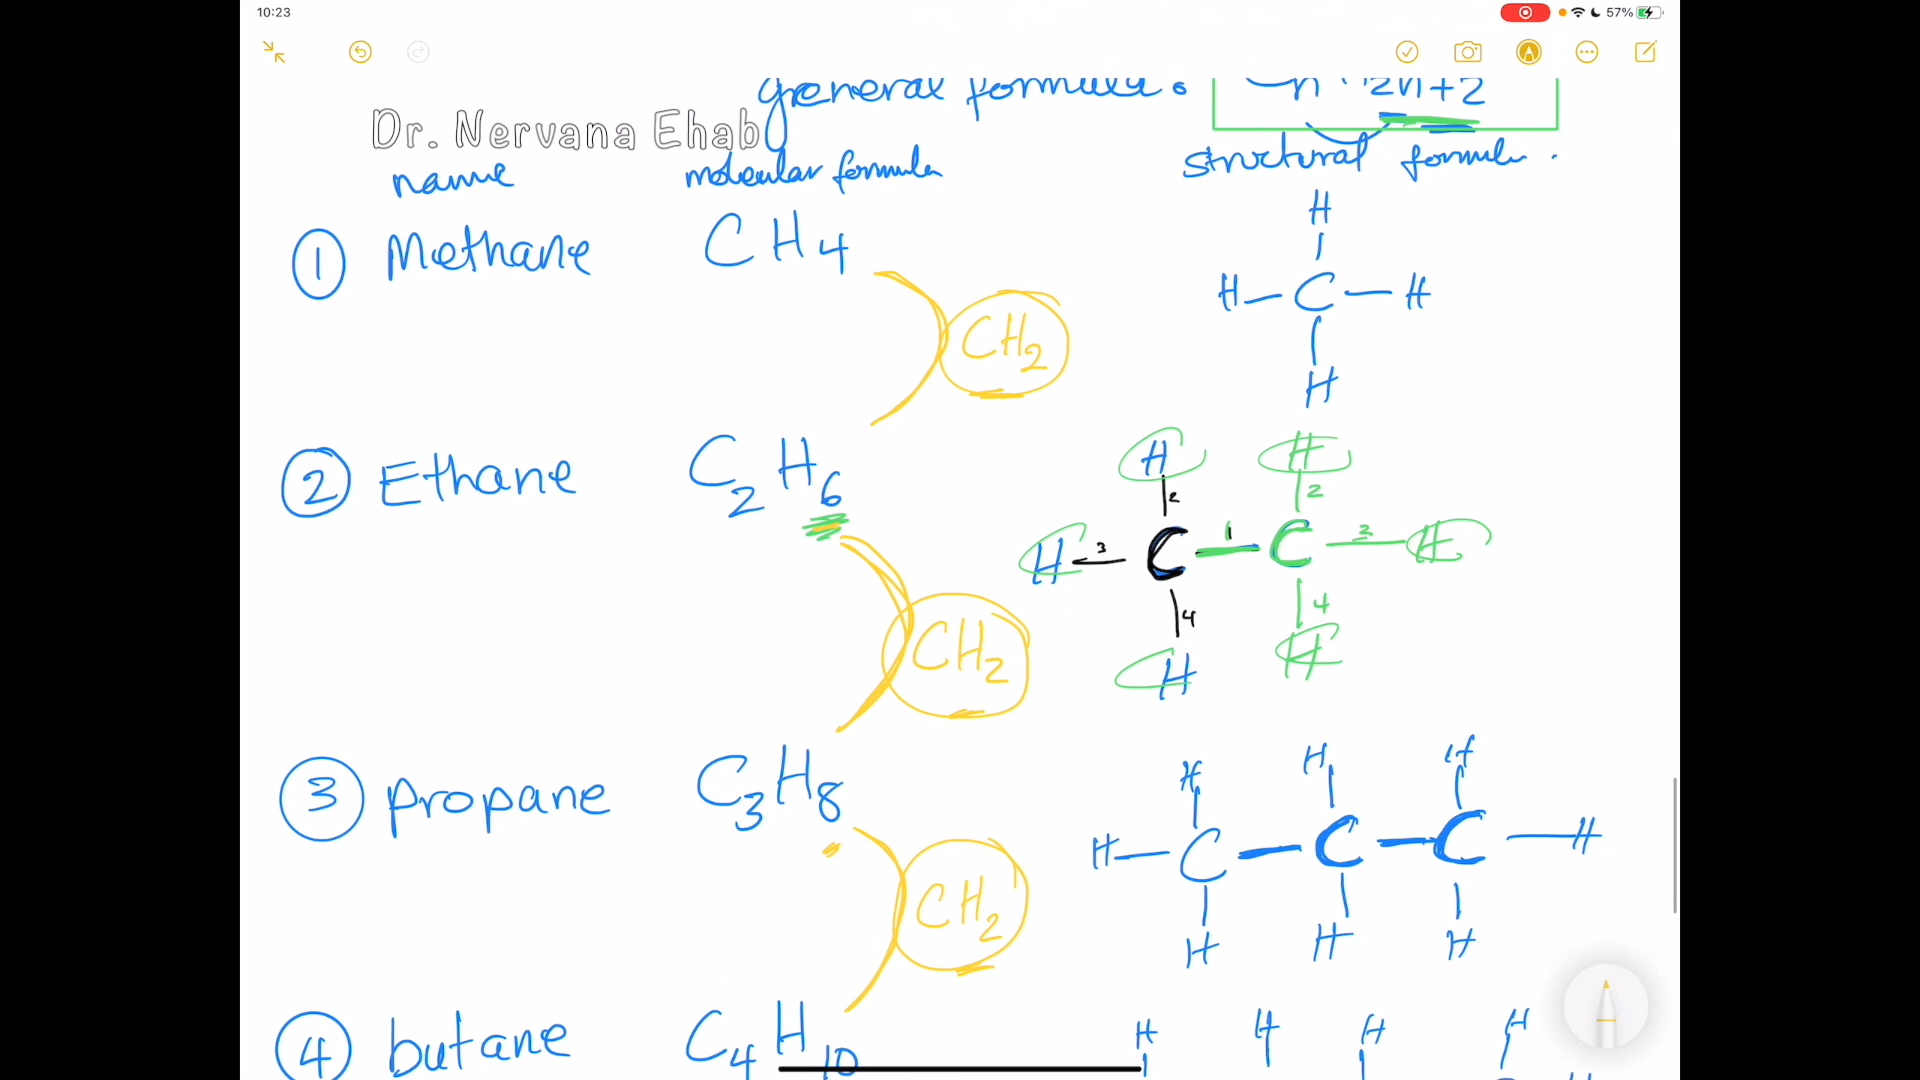 10:23
57%
general formula. CnH2n+2
Dr. Nervana Ehab
name molecular formula structural formula.
1 Methane CH4
H
H-C-H
H
CH2
2 Ethane C2H6
H H
2 2
H 3 C 1 C 3 H
4 4
H H
CH2
3 propane C3H8
H H H
H-C-C-C-H
H H H
CH2
4 butane C4H10
H H H H
H